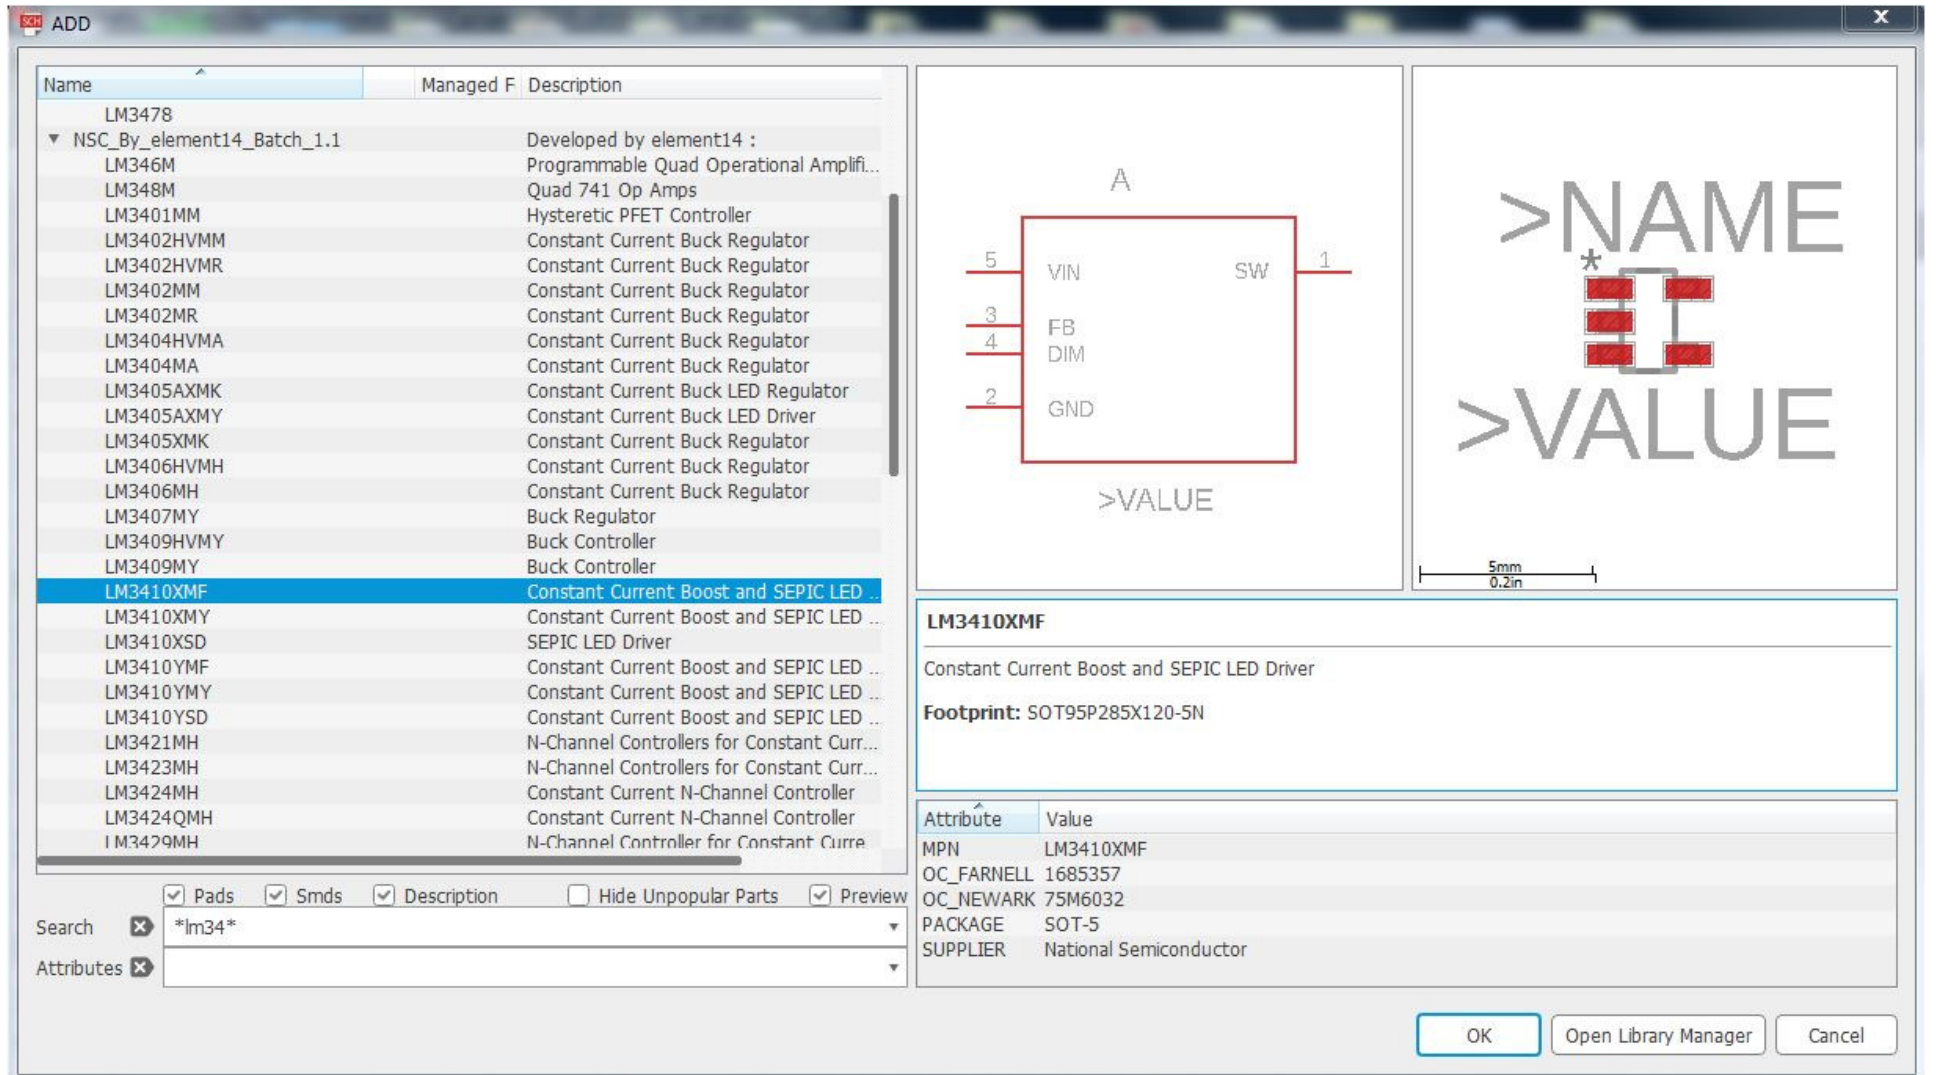 SCH ADD X
Name Managed F Description
LM3478
NSC_By_element14_Batch_1.1 Developed by element14 :
LM346M Programmable Quad Operational Amplifi...
LM348M Quad 741 Op Amps
LM3401MM Hysteretic PFET Controller
LM3402HVMM Constant Current Buck Regulator
LM3402HVMR Constant Current Buck Regulator
LM3402MM Constant Current Buck Regulator
LM3402MR Constant Current Buck Regulator
LM3404HVMA Constant Current Buck Regulator
LM3404MA Constant Current Buck Regulator
LM3405AXMK Constant Current Buck LED Regulator
LM3405AXMY Constant Current Buck LED Driver
LM3405XMK Constant Current Buck Regulator
LM3406HVMH Constant Current Buck Regulator
LM3406MH Constant Current Buck Regulator
LM3407MY Buck Regulator
LM3409HVMY Buck Controller
LM3409MY Buck Controller
LM3410XMF Constant Current Boost and SEPIC LED ...
LM3410XMY Constant Current Boost and SEPIC LED ...
LM3410XSD SEPIC LED Driver
LM3410YMF Constant Current Boost and SEPIC LED ...
LM3410YMY Constant Current Boost and SEPIC LED ...
LM3410YSD Constant Current Boost and SEPIC LED ...
LM3421MH N-Channel Controllers for Constant Curr...
LM3423MH N-Channel Controllers for Constant Curr...
LM3424MH Constant Current N-Channel Controller
LM3424QMH Constant Current N-Channel Controller
LM3429MH N-Channel Controller for Constant Curre
Pads Smds Description Hide Unpopular Parts Preview
Search *lm34*
Attributes
A
5 VIN SW 1
3 FB
4 DIM
2 GND
>VALUE
>NAME
*
>VALUE
5mm
0.2in
LM3410XMF
Constant Current Boost and SEPIC LED Driver
Footprint: SOT95P285X120-5N
Attribute Value
MPN LM3410XMF
OC_FARNELL 1685357
OC_NEWARK 75M6032
PACKAGE SOT-5
SUPPLIER National Semiconductor
OK Open Library Manager Cancel